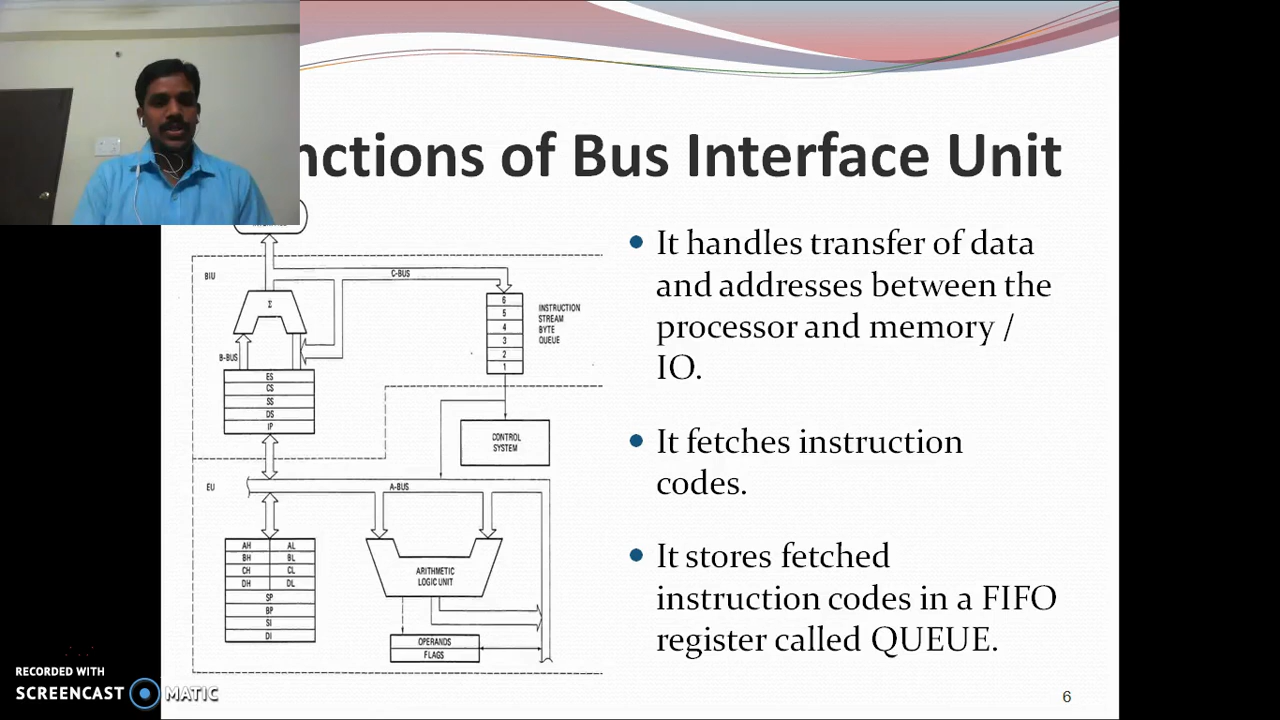 nctions of Bus Interface Unit
BIU
C-BUS
Σ
6
5
4
3
2
1
INSTRUCTION
STREAM
BYTE
QUEUE
B-BUS
ES
CS
SS
DS
IP
CONTROL
SYSTEM
EU
A-BUS
AH AL
BH BL
CH CL
DH DL
SP
BP
SI
DI
ARITHMETIC
LOGIC UNIT
OPERANDS
FLAGS
• It handles transfer of data
and addresses between the
processor and memory /
IO.
• It fetches instruction
codes.
• It stores fetched
instruction codes in a FIFO
register called QUEUE.
6
RECORDED WITH
SCREENCAST MATIC